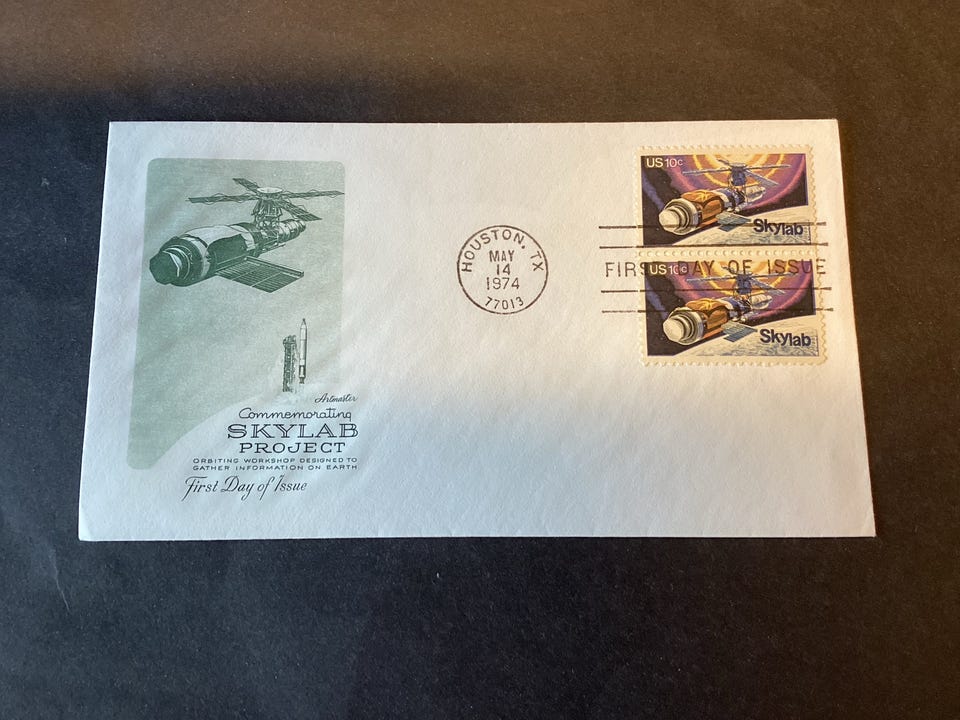 US 10c
Skylab
HOUSTON, TX
MAY
14
1974
77013
FIRST DAY OF ISSUE
US 10c
Skylab
Artmaster
Commemorating
SKYLAB
PROJECT
ORBITING WORKSHOP DESIGNED TO
GATHER INFORMATION ON EARTH
First Day of Issue